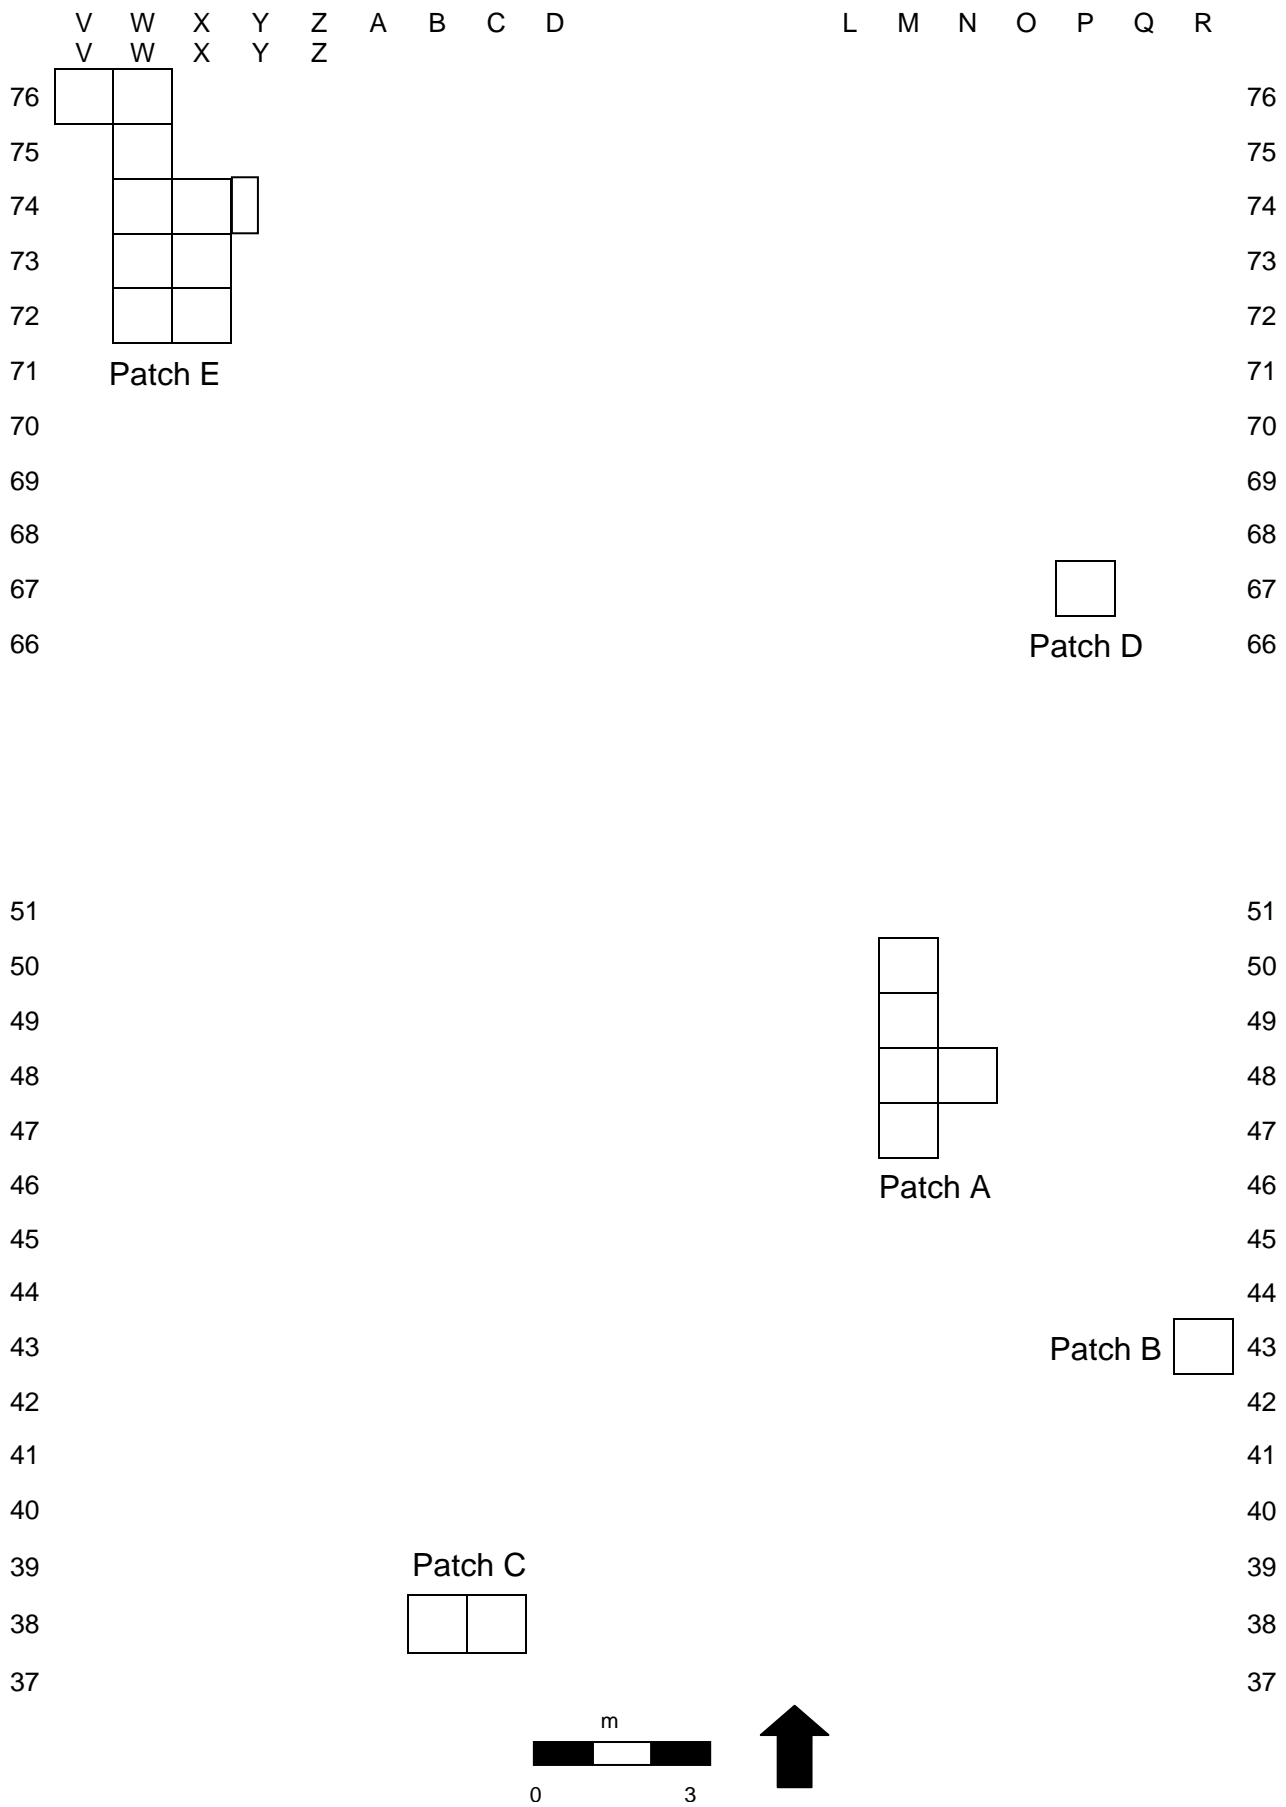 V W X Y Z A B C D L M N O P Q R
V W X Y Z
76 76
75 75
74 74
73 73
72 72
71 Patch E 71
70 70
69 69
68 68
67 67
66 Patch D 66
51 51
50 50
49 49
48 48
47 47
46 Patch A 46
45 45
44 44
43 Patch B 43
42 42
41 41
40 40
39 Patch C 39
38 38
37 37
m
0 3